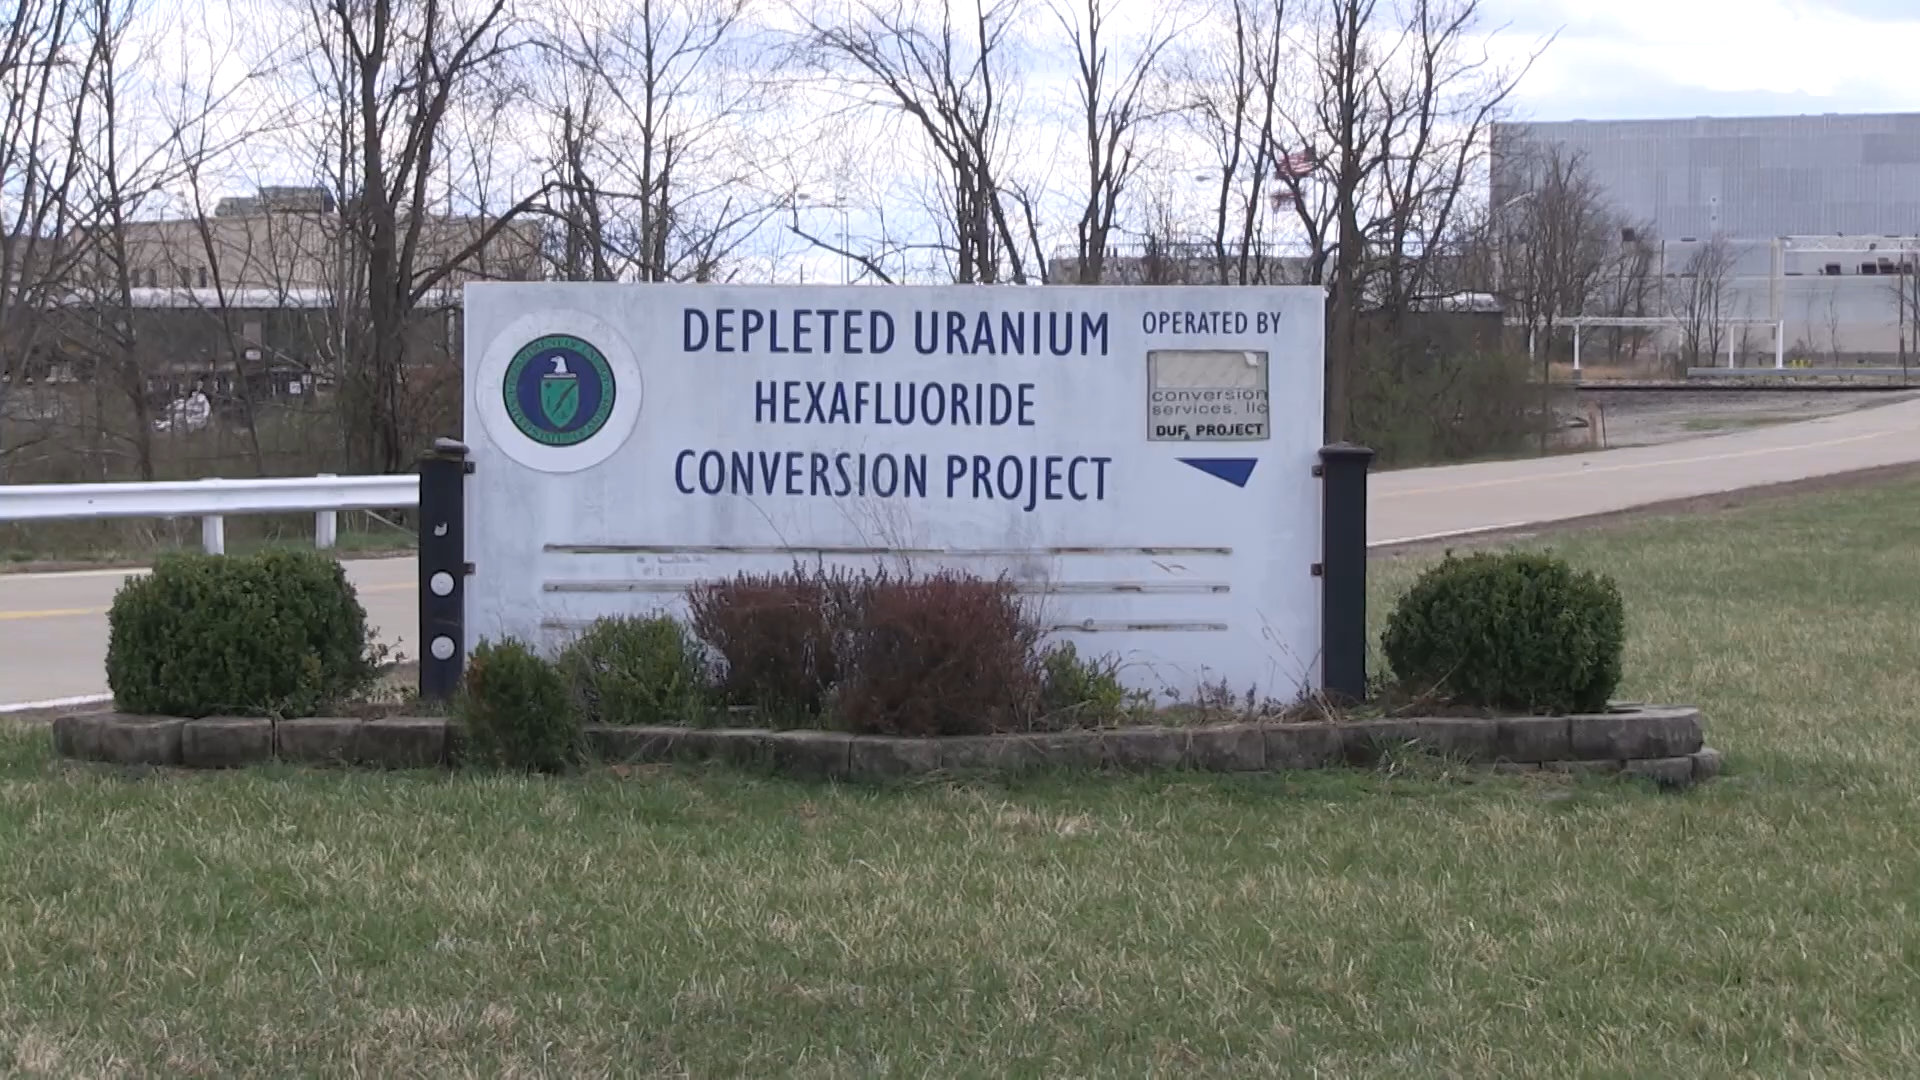 DEPLETED URANIUM
HEXAFLUORIDE
CONVERSION PROJECT
OPERATED BY
conversion
services, llc
DUF₆ PROJECT